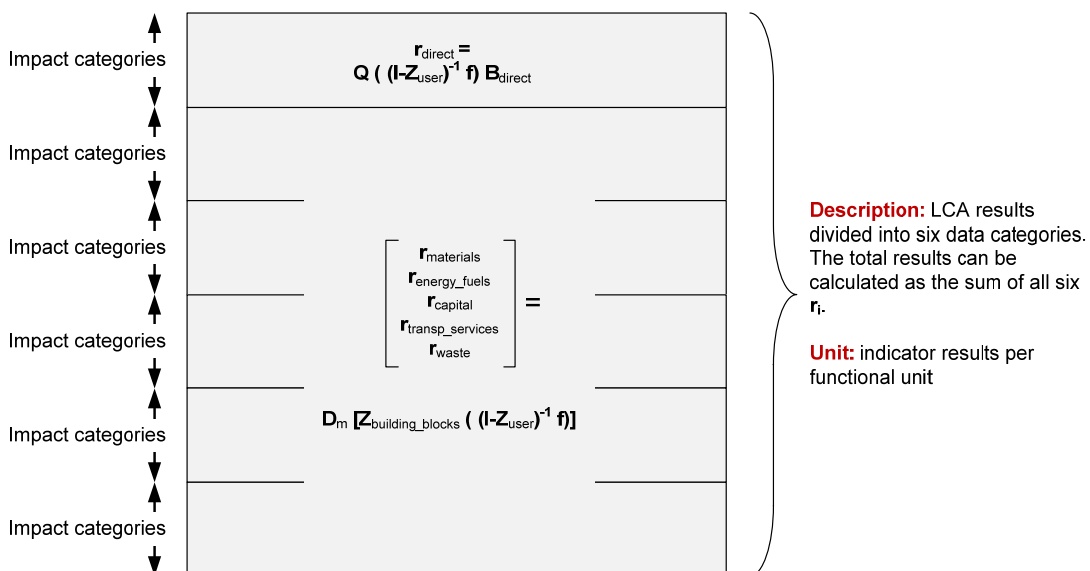 Impact categories
r_direct =
Q ( (I-Z_user)^-1 f) B_direct
Impact categories
Impact categories
Impact categories
Impact categories
Impact categories
r_materials
r_energy_fuels
r_capital
r_transp_services
r_waste
=
D_m [Z_building_blocks ( (I-Z_user)^-1 f)]
Description: LCA results
divided into six data categories.
The total results can be
calculated as the sum of all six
r_i.
Unit: indicator results per
functional unit